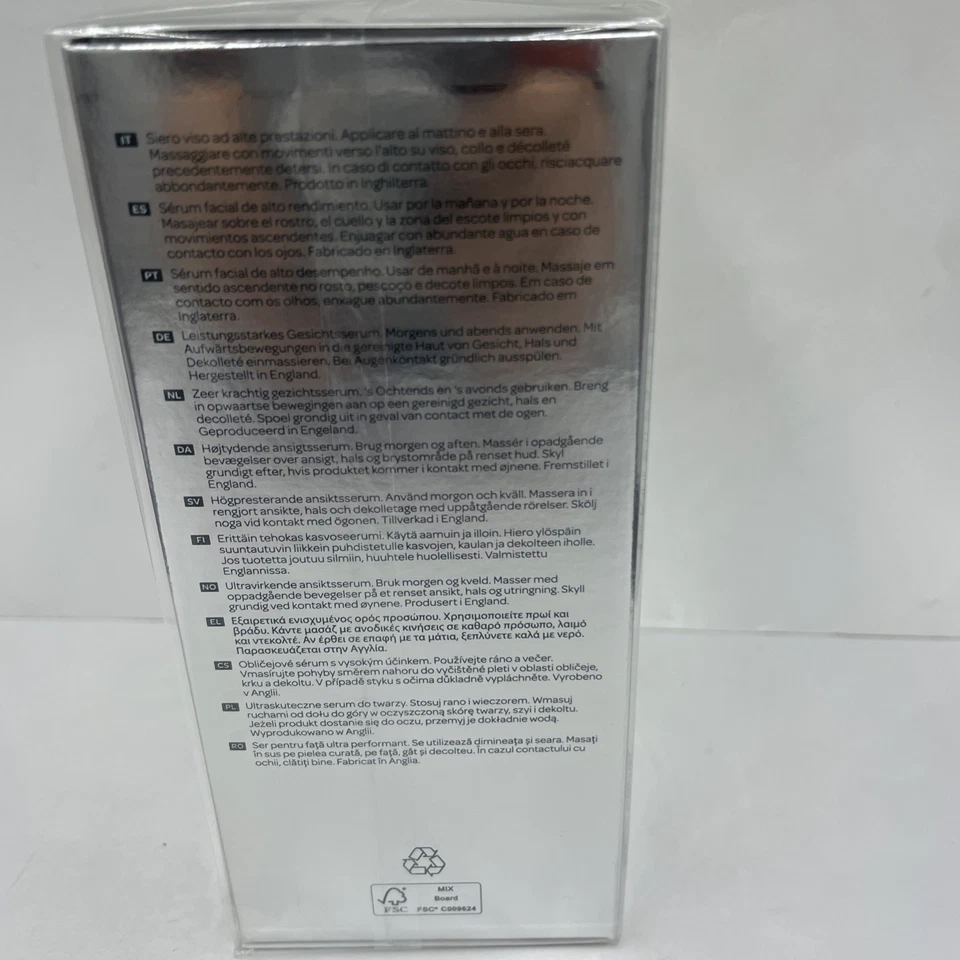 IT Siero viso ad alte prestazioni. Applicare al mattino e alla sera.
Massaggiare con movimenti verso l'alto su viso, collo e décolleté
precedentemente detersi. In caso di contatto con gli occhi, risciacquare
abbondantemente. Prodotto in Inghilterra.
ES Sérum facial de alto rendimiento. Usar por la mañana y por la noche.
Masajear sobre el rostro, el cuello y la zona del escote limpios y con
movimientos ascendentes. Enjuagar con abundante agua en caso de
contacto con los ojos. Fabricado en Inglaterra.
PT Sérum facial de alto desempenho. Usar de manhã e à noite. Massaje em
sentido ascendente no rosto, pescoço e decote limpos. Em caso de
contacto com os olhos, enxague abundantemente. Fabricado em
Inglaterra.
DE Leistungsstarkes Gesichtsserum. Morgens und abends anwenden. Mit
Aufwärtsbewegungen in die gereinigte Haut von Gesicht, Hals und
Dekolleté einmassieren. Bei Augenkontakt gründlich ausspülen.
Hergestellt in England.
NL Zeer krachtig gezichtsserum. 's Ochtends en 's avonds gebruiken. Breng
in opwaartse bewegingen aan op een gereinigd gezicht, hals en
decolleté. Spoel grondig uit in geval van contact met de ogen.
Geproduceerd in Engeland.
DA Højtydende ansigtsserum. Brug morgen og aften. Massér i opadgående
bevægelser over ansigt, hals og brystområde på renset hud. Skyl
grundigt efter, hvis produktet kommer i kontakt med øjnene. Fremstillet i
England.
SV Högpresterande ansiktsserum. Använd morgon och kväll. Massera in i
rengjort ansikte, hals och dekolletage med uppåtgående rörelser. Skölj
noga vid kontakt med ögonen. Tillverkad i England.
FI Erittäin tehokas kasvoseerumi. Käytä aamuin ja illoin. Hiero ylöspäin
suuntautuvin liikkein puhdistetulle kasvojen, kaulan ja dekolteen iholle.
Jos tuotetta joutuu silmiin, huuhtele huolellisesti. Valmistettu
Englannissa.
NO Ultravirkende ansiktsserum. Bruk morgen og kveld. Masser med
oppadgående bevegelser på et renset ansikt, hals og utringning. Skyll
grundig ved kontakt med øynene. Produsert i England.
EL Εξαιρετικά ενισχυμένος ορός προσώπου. Χρησιμοποιείτε πρωί και
βράδυ. Κάντε μασάζ με ανοδικές κινήσεις σε καθαρό πρόσωπο, λαιμό
και ντεκολτέ. Αν έρθει σε επαφή με τα μάτια, ξεπλύνετε καλά με νερό.
Παρασκευάζεται στην Αγγλία.
CS Obličejové sérum s vysokým účinkem. Používejte ráno a večer.
Vmasírujte pohyby směrem nahoru do vyčištěné pleti v oblasti obličeje,
krku a dekoltu. V případě styku s očima důkladně vypláchněte. Vyrobeno
v Anglii.
PL Ultraskuteczne serum do twarzy. Stosuj rano i wieczorem. Wmasuj
ruchami od dołu do góry w oczyszczoną skórę twarzy, szyi i dekoltu.
Jeżeli produkt dostanie się do oczu, przemyj je dokładnie wodą.
Wyprodukowano w Anglii.
RO Ser pentru față ultra performant. Se utilizează dimineața și seara. Masați
în sus pe pielea curată, pe față, gât și decolteu. În cazul contactului cu
ochii, clătiți bine. Fabricat în Anglia.
FSC
MIX
Board
FSC® C009624